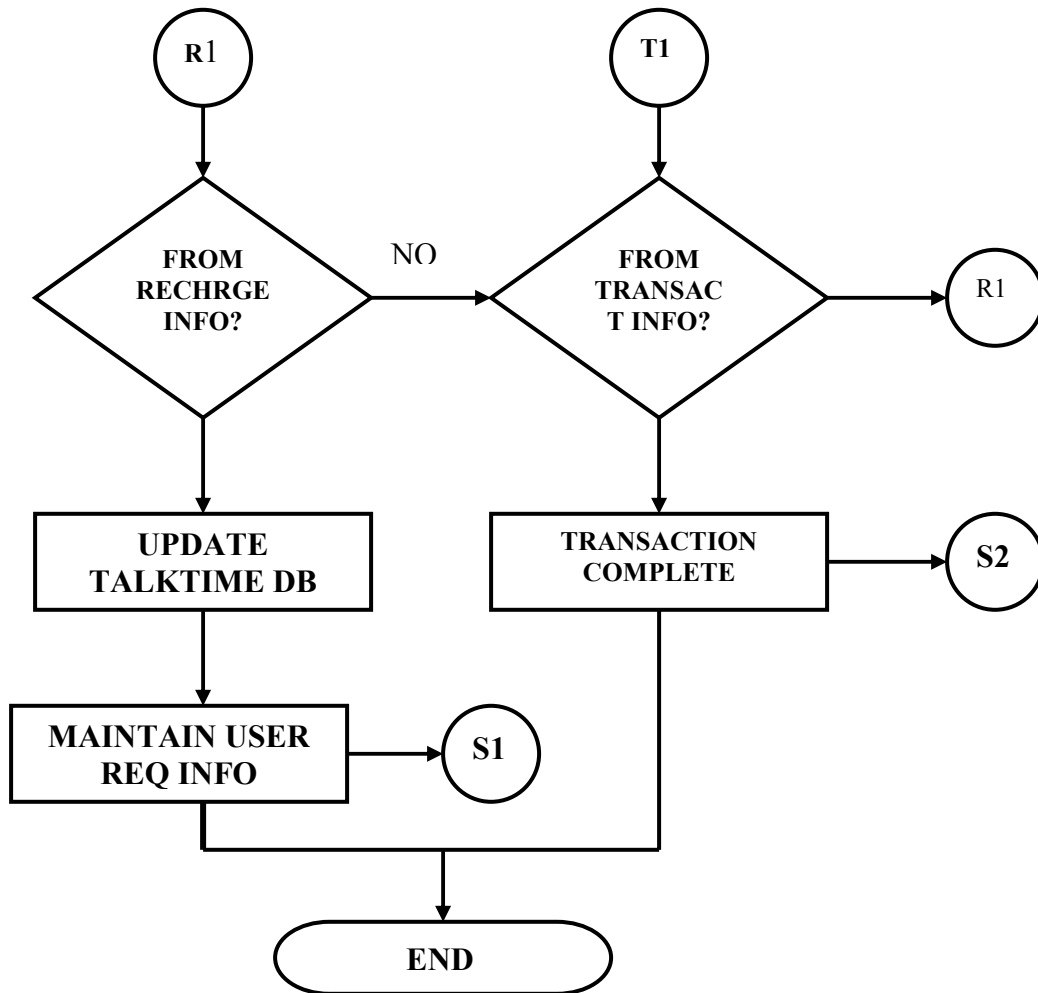 R1
T1
FROM
RECHRGE
INFO?
NO
FROM
TRANSAC
T INFO?
R1
UPDATE
TALKTIME DB
TRANSACTION
COMPLETE
S2
MAINTAIN USER
REQ INFO
S1
END